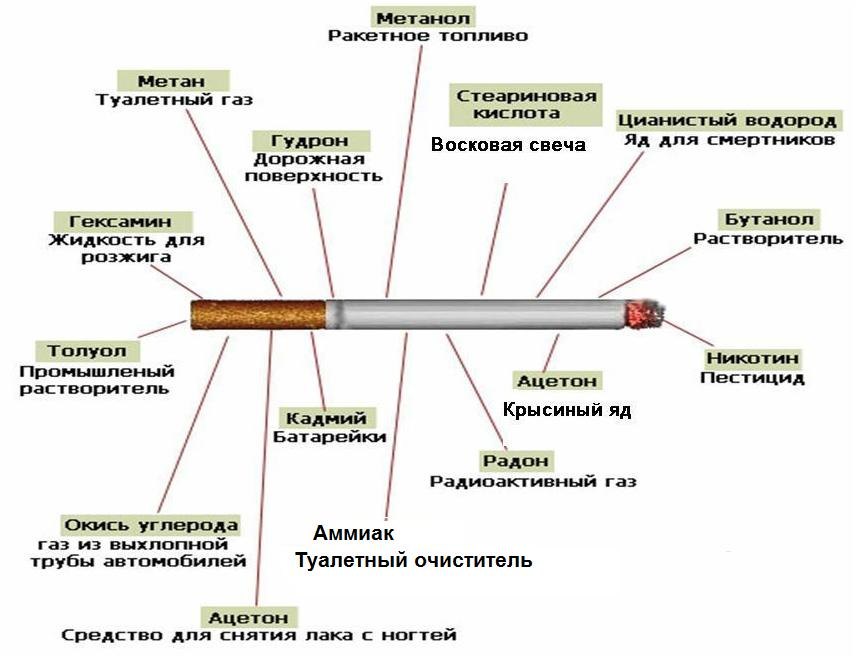 Метанол
Ракетное топливо
Метан
Туалетный газ
Стеариновая
кислота
Восковая свеча
Цианистый водород
Яд для смертников
Гудрон
Дорожная
поверхность
Гексамин
Жидкость для
розжига
Бутанол
Растворитель
Толуол
Промышленый
растворитель
Никотин
Пестицид
Ацетон
Крысиный яд
Кадмий
Батарейки
Радон
Радиоактивный газ
Окись углерода
газ из выхлопной
трубы автомобилей
Аммиак
Туалетный очиститель
Ацетон
Средство для снятия лака с ногтей